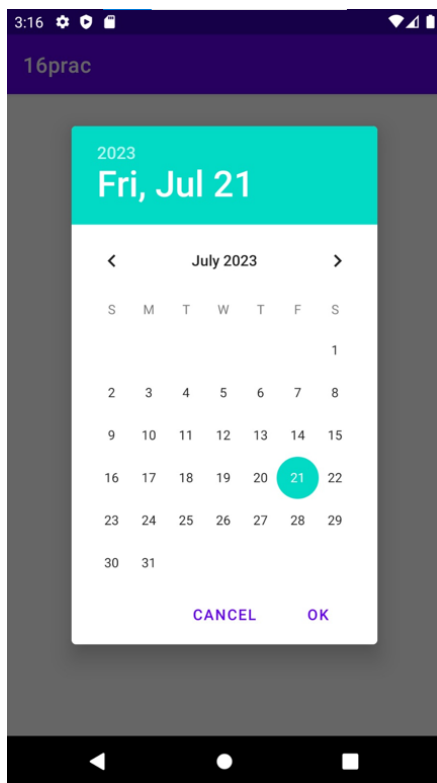 3:16
16prac
2023
Fri, Jul 21
July 2023
S M T W T F S
1
2 3 4 5 6 7 8
9 10 11 12 13 14 15
16 17 18 19 20 21 22
23 24 25 26 27 28 29
30 31
CANCEL OK